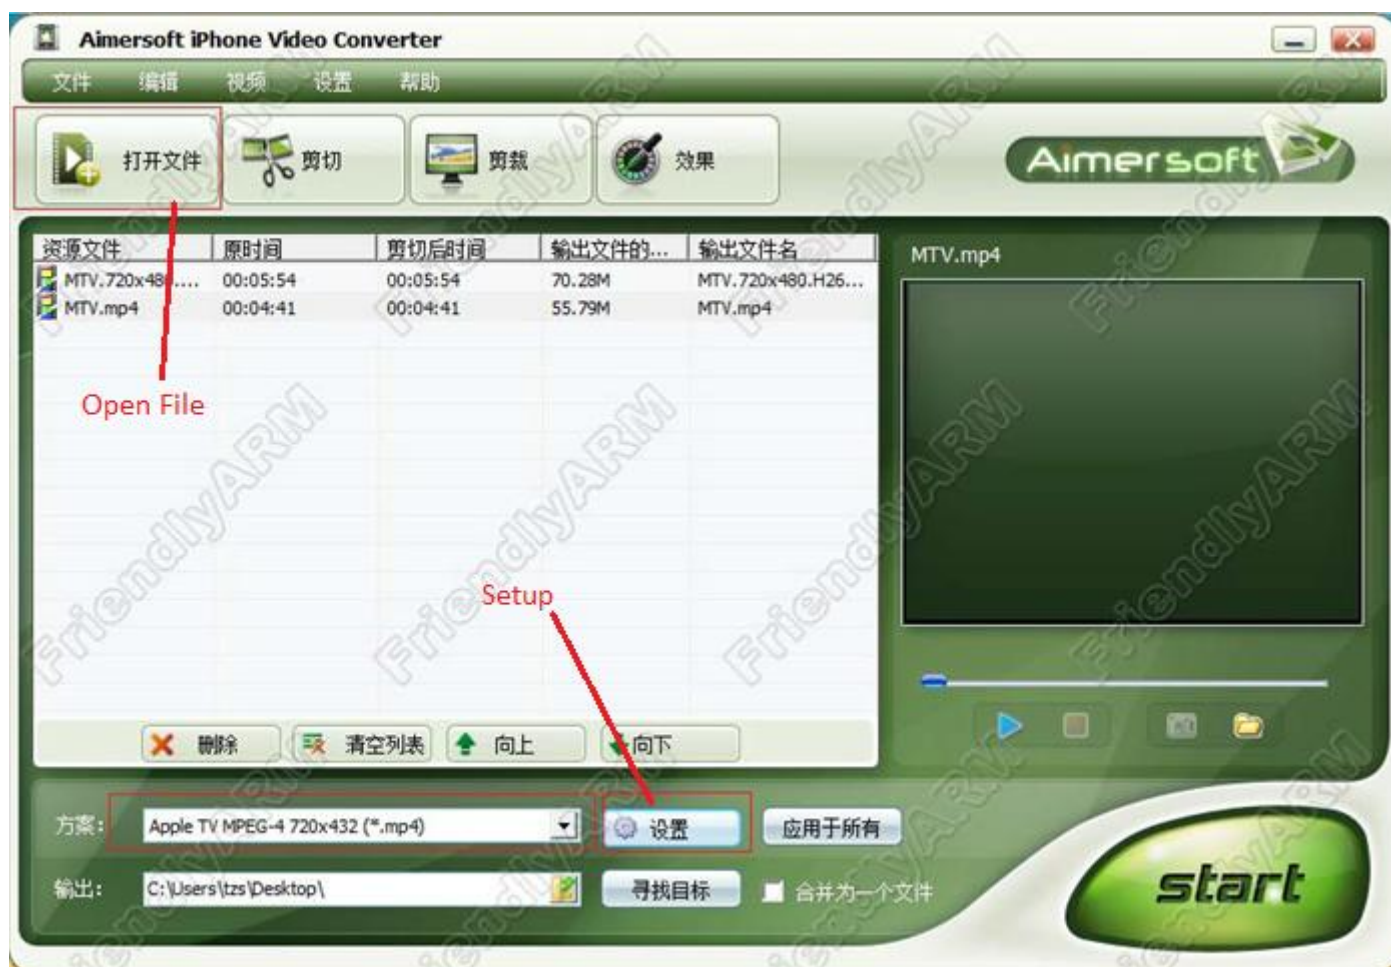 Aimersoft iPhone Video Converter
文件 编辑 视频 设置 帮助
打开文件 剪切 剪裁 效果
Aimersoft
资源文件 原时间 剪切后时间 输出文件的... 输出文件名
MTV.720x480.... 00:05:54 00:05:54 70.28M MTV.720x480.H26...
MTV.mp4 00:04:41 00:04:41 55.79M MTV.mp4
MTV.mp4
Open File
Setup
删除 清空列表 向上 向下
方案: Apple TV MPEG-4 720x432 (*.mp4) 设置 应用于所有
输出: C:\Users\tzs\Desktop\ 寻找目标 合并为一个文件
start
FriendlyARM